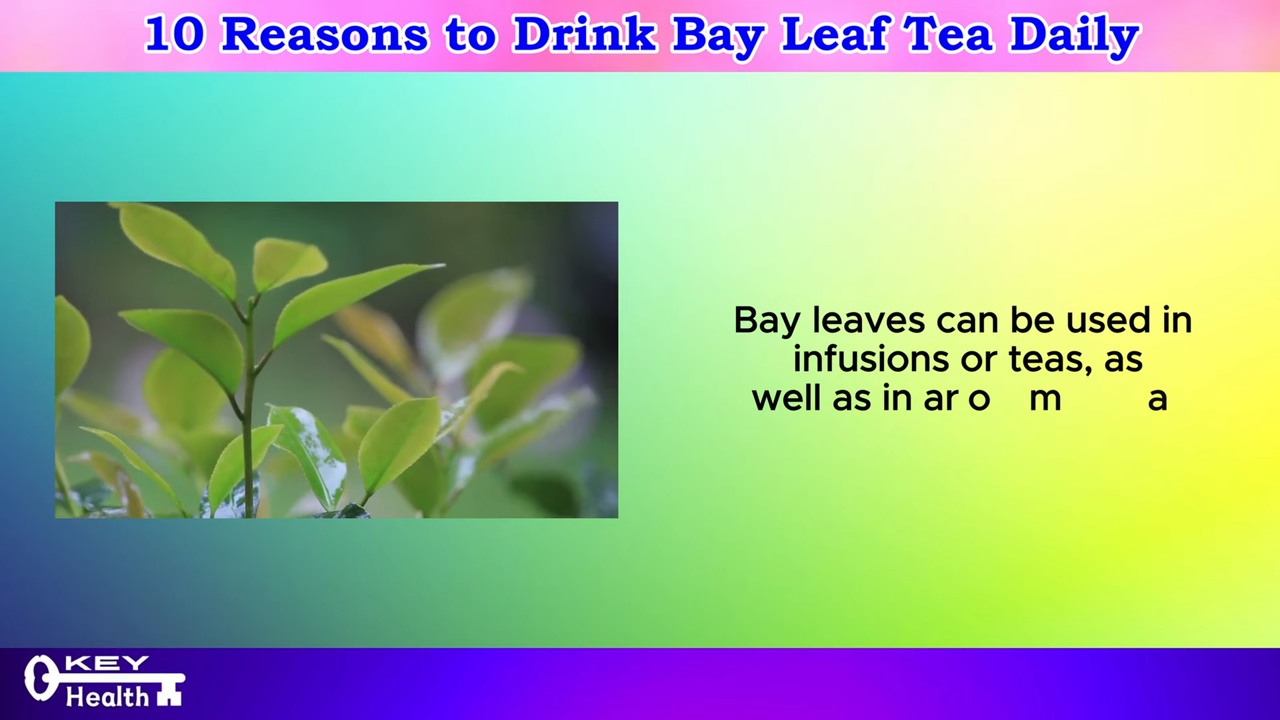 10 Reasons to Drink Bay Leaf Tea Daily
Bay leaves can be used in
infusions or teas, as
well as in ar o m a
KEY
Health